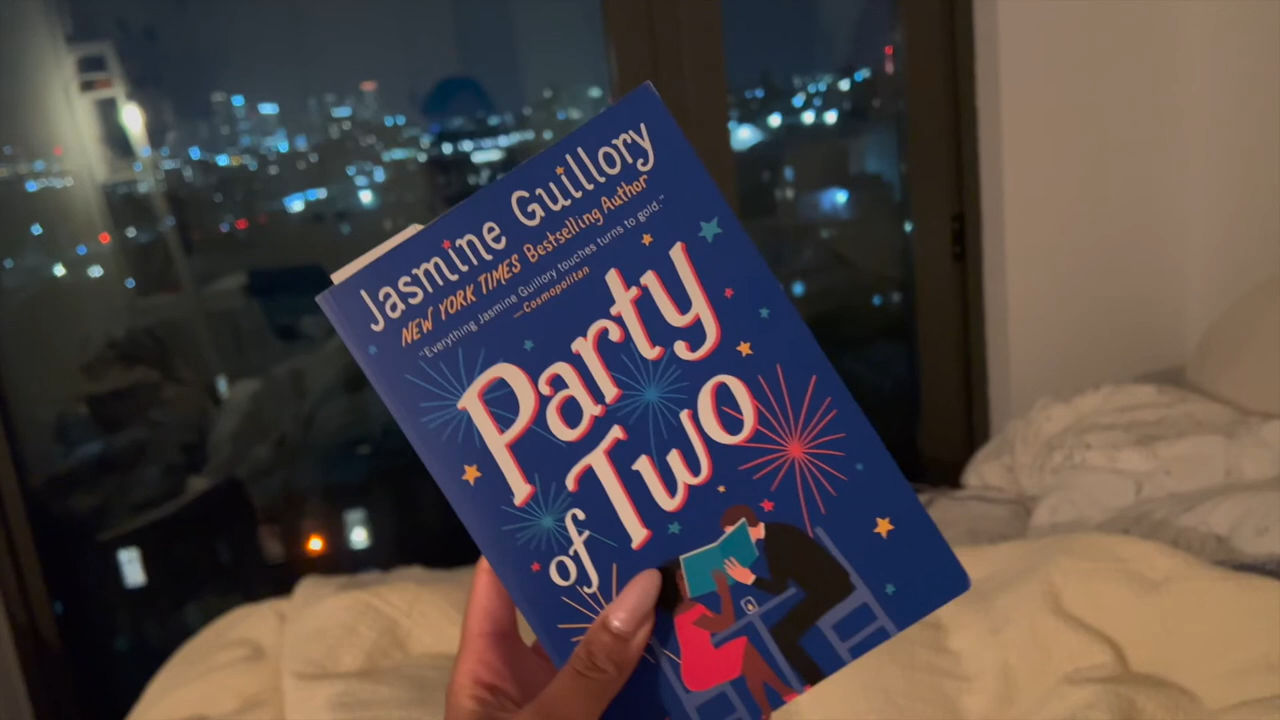 Jasmine Guillory
NEW YORK TIMES Bestselling Author
"Everything Jasmine Guillory touches turns to gold."
—Cosmopolitan
Party
of Two